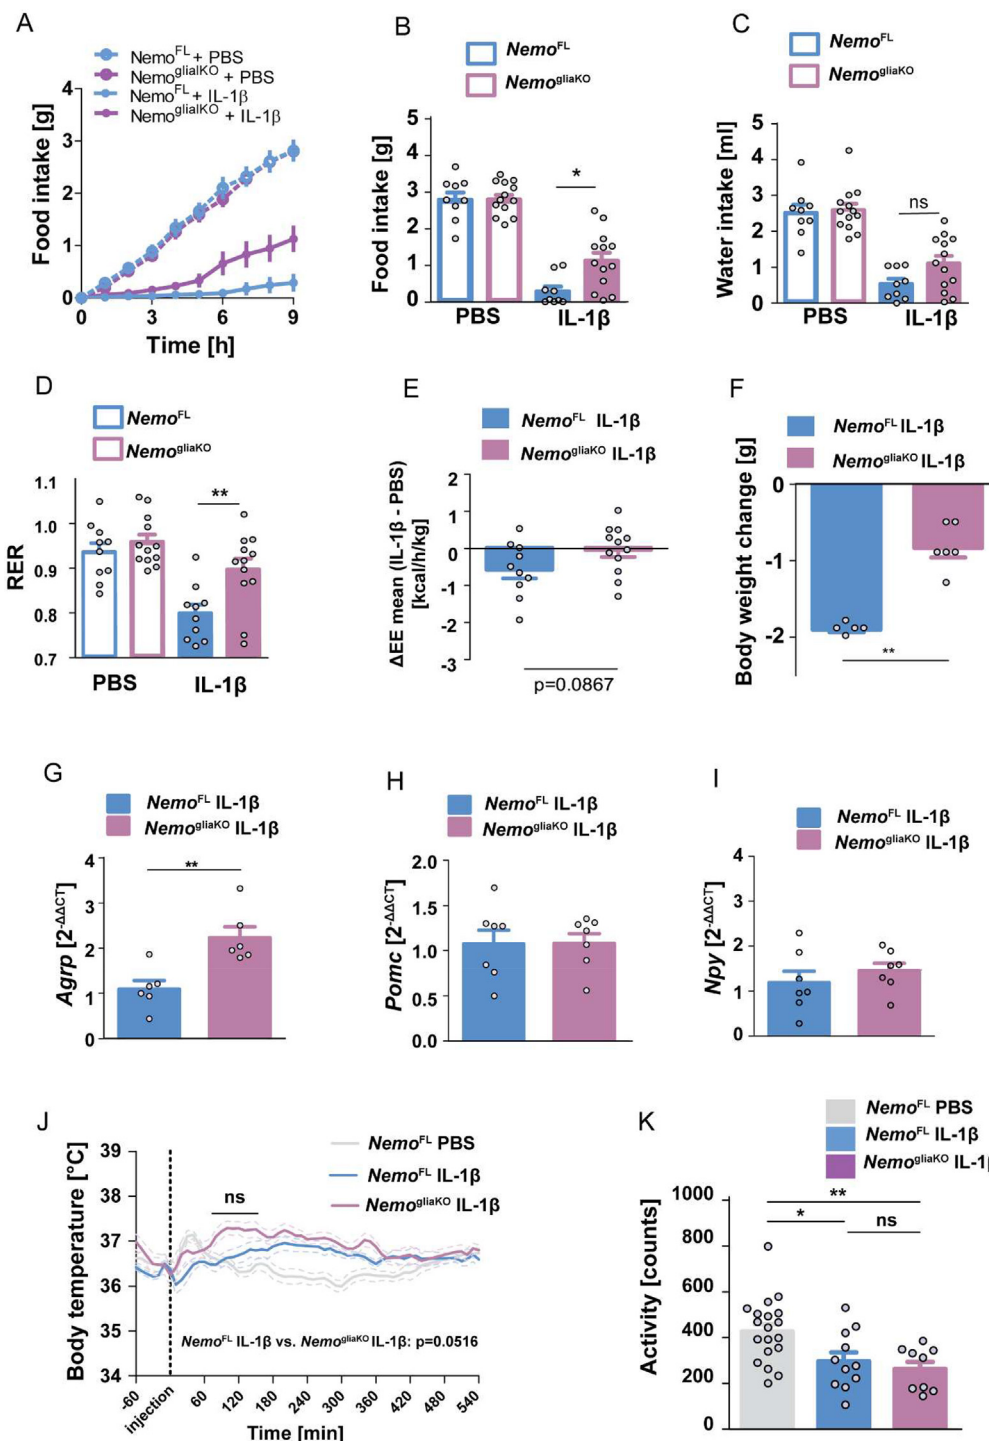 A
Nemo^FL + PBS
Nemo^glialKO + PBS
Nemo^FL + IL-1β
Nemo^glialKO + IL-1β
Food intake [g]
4
3
2
1
0
0 3 6 9
Time [h]
B
Nemo^FL
Nemo^gliaKO
Food intake [g]
5
4
3
2
1
0
*
PBS IL-1β
C
Nemo^FL
Nemo^gliaKO
Water intake [ml]
5
4
3
2
1
0
ns
PBS IL-1β
D
Nemo^FL
Nemo^gliaKO
RER
1.1
1.0
0.9
0.8
0.7
**
PBS IL-1β
E
Nemo^FL IL-1β
Nemo^gliaKO IL-1β
ΔEE mean (IL-1β - PBS)
[kcal/h/kg]
2
1
0
-1
-2
-3
p=0.0867
F
Nemo^FL IL-1β
Nemo^gliaKO IL-1β
Body weight change [g]
0
-1
-2
**
G
Nemo^FL IL-1β
Nemo^gliaKO IL-1β
Agrp [2^-ΔΔCT]
4
3
2
1
0
**
H
Nemo^FL IL-1β
Nemo^gliaKO IL-1β
Pomc [2^-ΔΔCT]
2.0
1.5
1.0
0.5
0.0
I
Nemo^FL IL-1β
Nemo^gliaKO IL-1β
Npy [2^-ΔΔCT]
4
3
2
1
0
J
Nemo^FL PBS
Nemo^FL IL-1β
Nemo^gliaKO IL-1β
Body temperature [°C]
39
38
37
36
35
34
ns
Nemo^FL IL-1β vs. Nemo^gliaKO IL-1β: p=0.0516
-60 injection 60 120 180 240 300 360 420 480 540
Time [min]
K
Nemo^FL PBS
Nemo^FL IL-1β
Nemo^gliaKO IL-1β
Activity [counts]
1000
800
600
400
200
0
**
*
ns